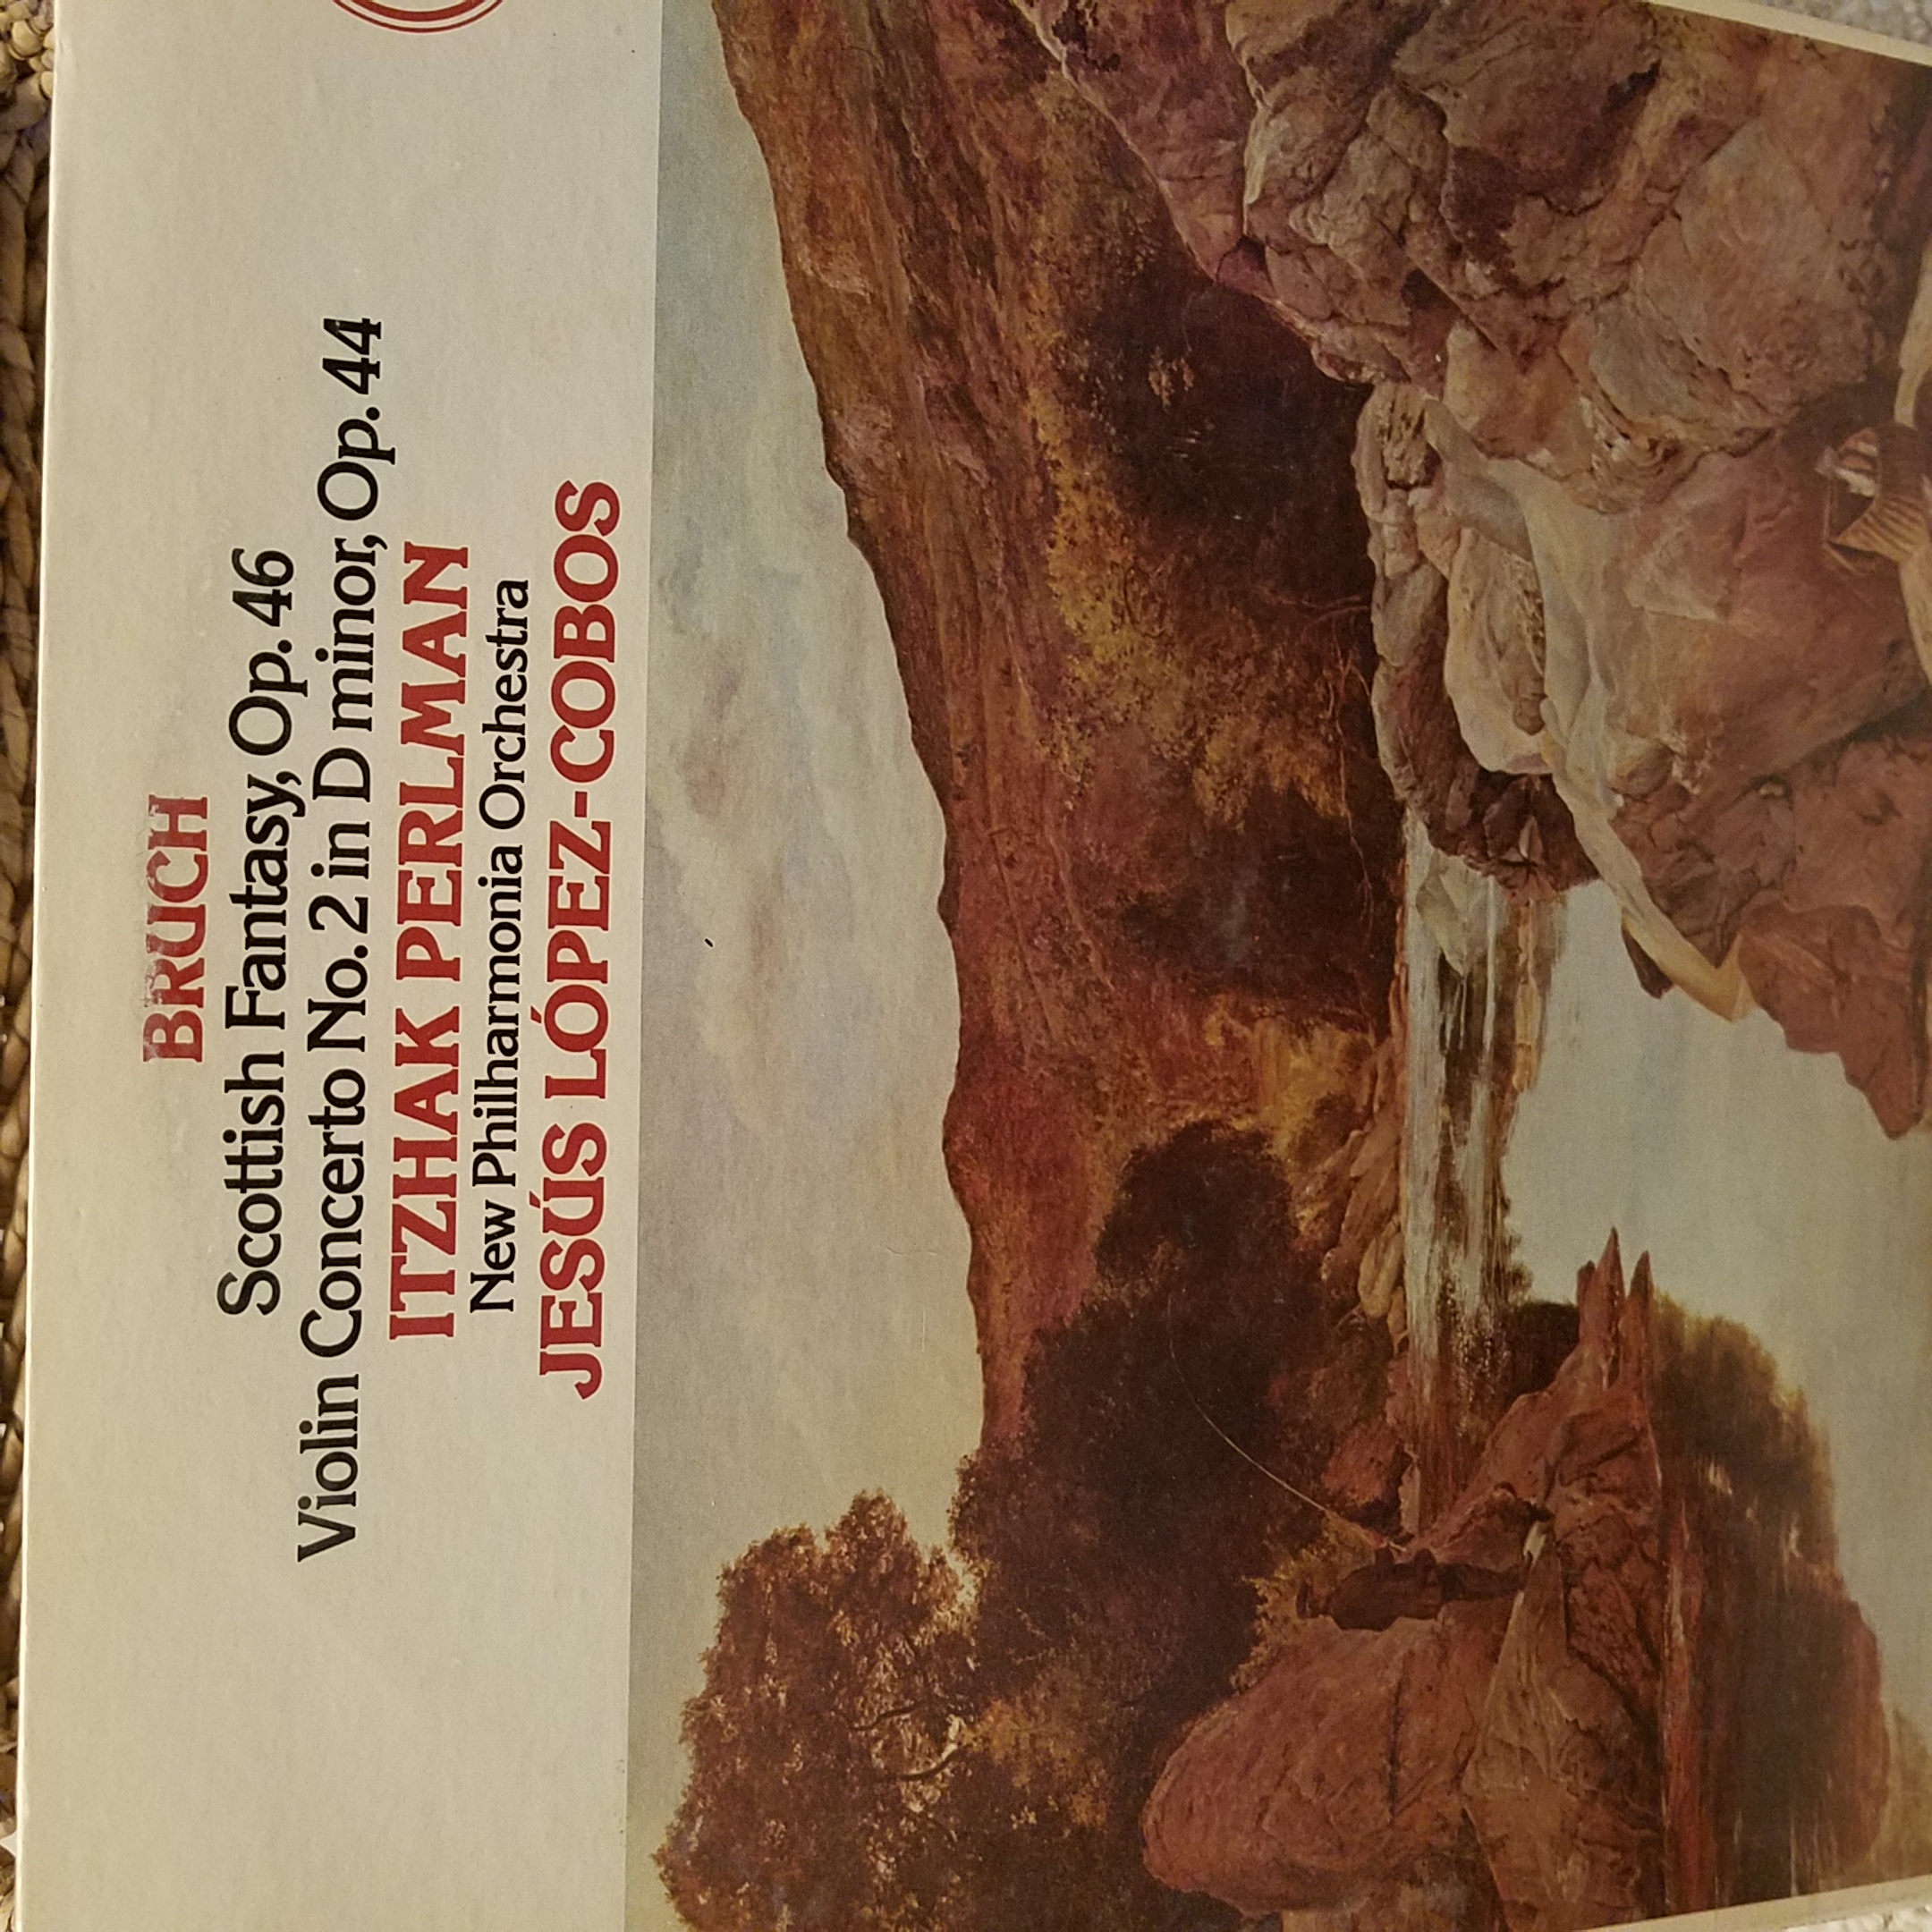 BRUCH
Scottish Fantasy, Op. 46
Violin Concerto No. 2 in D minor, Op. 44
ITZHAK PERLMAN
New Philharmonia Orchestra
JESÚS LÓPEZ-COBOS